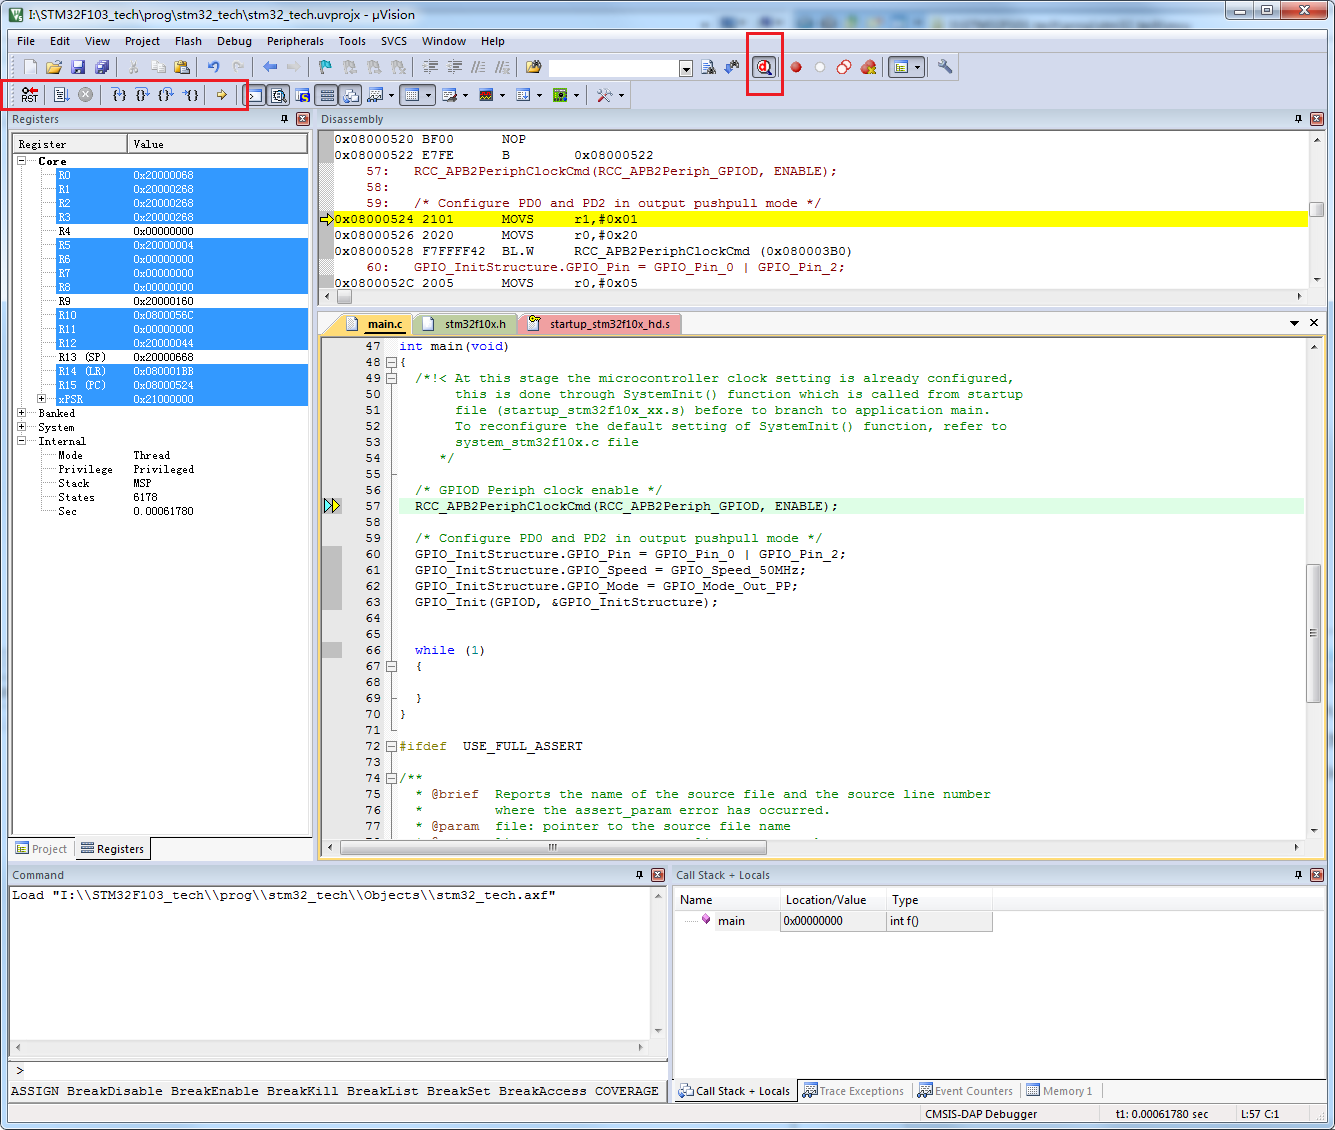 I:\STM32F103_tech\prog\stm32_tech\stm32_tech.uvprojx - µVision
File Edit View Project Flash Debug Peripherals Tools SVCS Window Help
RST
Registers
Register Value
Core
R0 0x20000068
R1 0x20000268
R2 0x20000268
R3 0x20000268
R4 0x00000000
R5 0x20000004
R6 0x00000000
R7 0x00000000
R8 0x00000000
R9 0x20000160
R10 0x0800056C
R11 0x00000000
R12 0x20000044
R13 (SP) 0x20000668
R14 (LR) 0x080001BB
R15 (PC) 0x08000524
xPSR 0x21000000
Banked
System
Internal
Mode Thread
Privilege Privileged
Stack MSP
States 6178
Sec 0.00061780
Project Registers
Disassembly
0x08000520 BF00 NOP
0x08000522 E7FE B 0x08000522
57: RCC_APB2PeriphClockCmd(RCC_APB2Periph_GPIOD, ENABLE);
58:
59: /* Configure PD0 and PD2 in output pushpull mode */
0x08000524 2101 MOVS r1,#0x01
0x08000526 2020 MOVS r0,#0x20
0x08000528 F7FFFF42 BL.W RCC_APB2PeriphClockCmd (0x080003B0)
60: GPIO_InitStructure.GPIO_Pin = GPIO_Pin_0 | GPIO_Pin_2;
0x0800052C 2005 MOVS r0,#0x05
main.c stm32f10x.h startup_stm32f10x_hd.s
47 int main(void)
48 {
49 /*!< At this stage the microcontroller clock setting is already configured,
50 this is done through SystemInit() function which is called from startup
51 file (startup_stm32f10x_xx.s) before to branch to application main.
52 To reconfigure the default setting of SystemInit() function, refer to
53 system_stm32f10x.c file
54 */
55
56 /* GPIOD Periph clock enable */
57 RCC_APB2PeriphClockCmd(RCC_APB2Periph_GPIOD, ENABLE);
58
59 /* Configure PD0 and PD2 in output pushpull mode */
60 GPIO_InitStructure.GPIO_Pin = GPIO_Pin_0 | GPIO_Pin_2;
61 GPIO_InitStructure.GPIO_Speed = GPIO_Speed_50MHz;
62 GPIO_InitStructure.GPIO_Mode = GPIO_Mode_Out_PP;
63 GPIO_Init(GPIOD, &GPIO_InitStructure);
64
65
66 while (1)
67 {
68
69 }
70 }
71
72 #ifdef USE_FULL_ASSERT
73
74 /**
75 * @brief Reports the name of the source file and the source line number
76 * where the assert_param error has occurred.
77 * @param file: pointer to the source file name
Command
Load "I:\\STM32F103_tech\\prog\\stm32_tech\\Objects\\stm32_tech.axf"
>
ASSIGN BreakDisable BreakEnable BreakKill BreakList BreakSet BreakAccess COVERAGE
Call Stack + Locals
Name Location/Value Type
main 0x00000000 int f()
Call Stack + Locals Trace Exceptions Event Counters Memory 1
CMSIS-DAP Debugger t1: 0.00061780 sec L:57 C:1